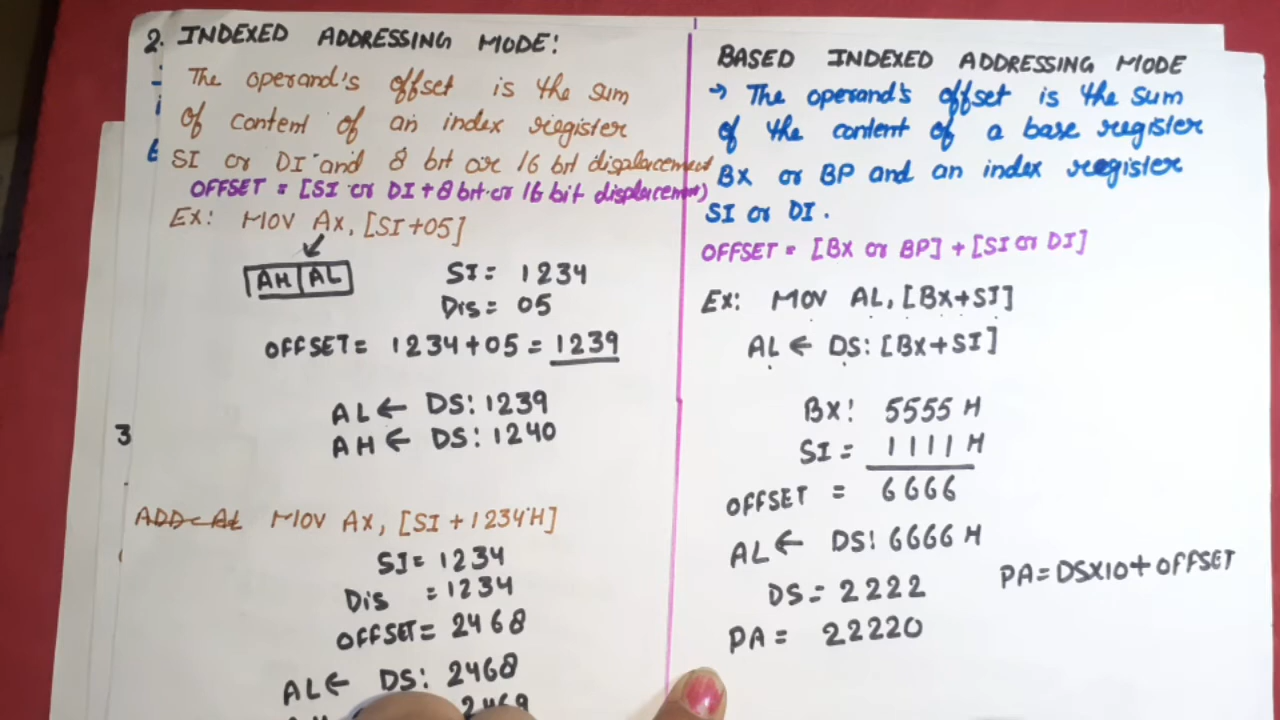 2. INDEXED ADDRESSING MODE:
The operand's offset is the sum
of content of an index register
SI or DI and 8 bit or 16 bit displacement
OFFSET = [SI or DI + 8 bit or 16 bit displacement)
Ex: MOV AX, [SI+05]
AH AL
SI = 1234
Dis = 05
OFFSET = 1234+05 = 1239
AL ← DS: 1239
AH ← DS: 1240
3
ADD AL MOV AX, [SI + 1234H]
SI = 1234
Dis = 1234
OFFSET = 2468
AL ← DS: 2468
2469
BASED INDEXED ADDRESSING MODE
→ The operand's offset is the sum
of the content of a base register
BX or BP and an index register
SI or DI.
OFFSET = [BX or BP] + [SI or DI]
Ex: MOV AL, [BX+SI]
AL ← DS: [BX+SI]
BX: 5555 H
SI = 1111 H
OFFSET = 6666
AL ← DS: 6666 H
DS = 2222
PA = 22220
PA = DSX10 + OFFSET